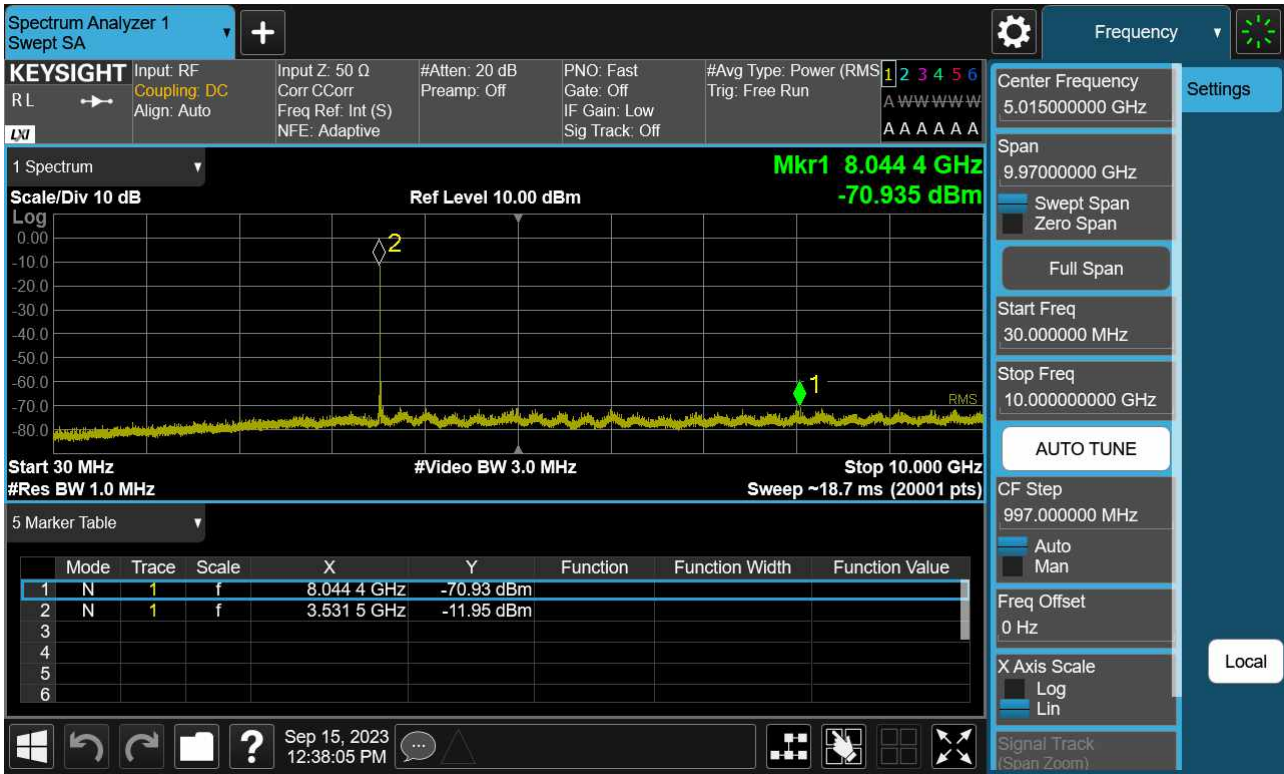 Spectrum Analyzer 1
Swept SA
+
Frequency
KEYSIGHT
RL
LXI
Input: RF
Coupling: DC
Align: Auto
Input Z: 50 Ω
Corr CCorr
Freq Ref: Int (S)
NFE: Adaptive
#Atten: 20 dB
Preamp: Off
PNO: Fast
Gate: Off
IF Gain: Low
Sig Track: Off
#Avg Type: Power (RMS
Trig: Free Run
1 2 3 4 5 6
A W W W W W
A A A A A A
1 Spectrum
Mkr1 8.044 4 GHz
-70.935 dBm
Scale/Div 10 dB
Ref Level 10.00 dBm
Log
0.00
-10.0
-20.0
-30.0
-40.0
-50.0
-60.0
-70.0
-80.0
2
1
RMS
Start 30 MHz
#Video BW 3.0 MHz
Stop 10.000 GHz
#Res BW 1.0 MHz
Sweep ~18.7 ms (20001 pts)
5 Marker Table
Mode Trace Scale X Y Function Function Width Function Value
1 N 1 f 8.044 4 GHz -70.93 dBm
2 N 1 f 3.531 5 GHz -11.95 dBm
3
4
5
6
?
Sep 15, 2023
12:38:05 PM
Center Frequency
5.015000000 GHz
Span
9.97000000 GHz
Swept Span
Zero Span
Full Span
Start Freq
30.000000 MHz
Stop Freq
10.000000000 GHz
AUTO TUNE
CF Step
997.000000 MHz
Auto
Man
Freq Offset
0 Hz
X Axis Scale
Log
Lin
Signal Track
(Span Zoom)
Settings
Local